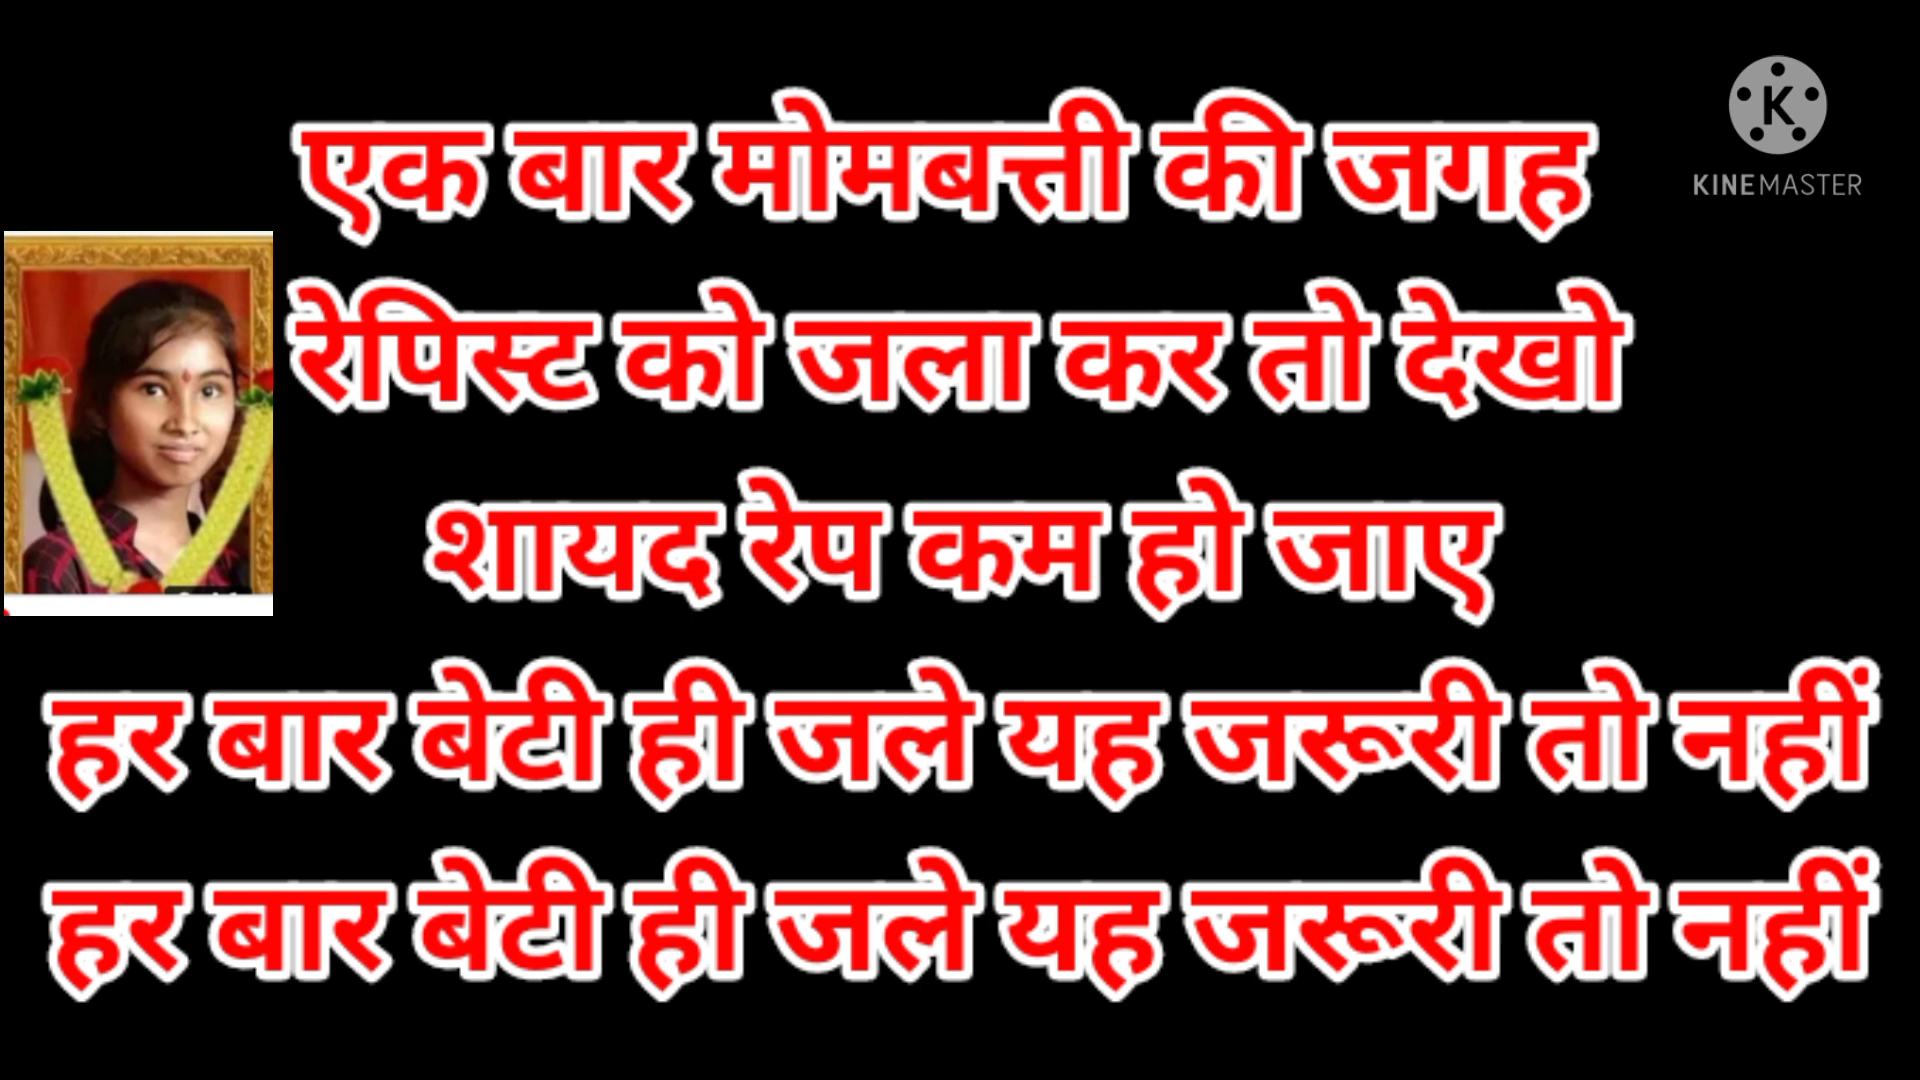 एक बार मोमबत्ती की जगह
रेपिस्ट को जला कर तो देखो
शायद रेप कम हो जाए
हर बार बेटी ही जले यह जरूरी तो नहीं
हर बार बेटी ही जले यह जरूरी तो नहीं
K
KINEMASTER